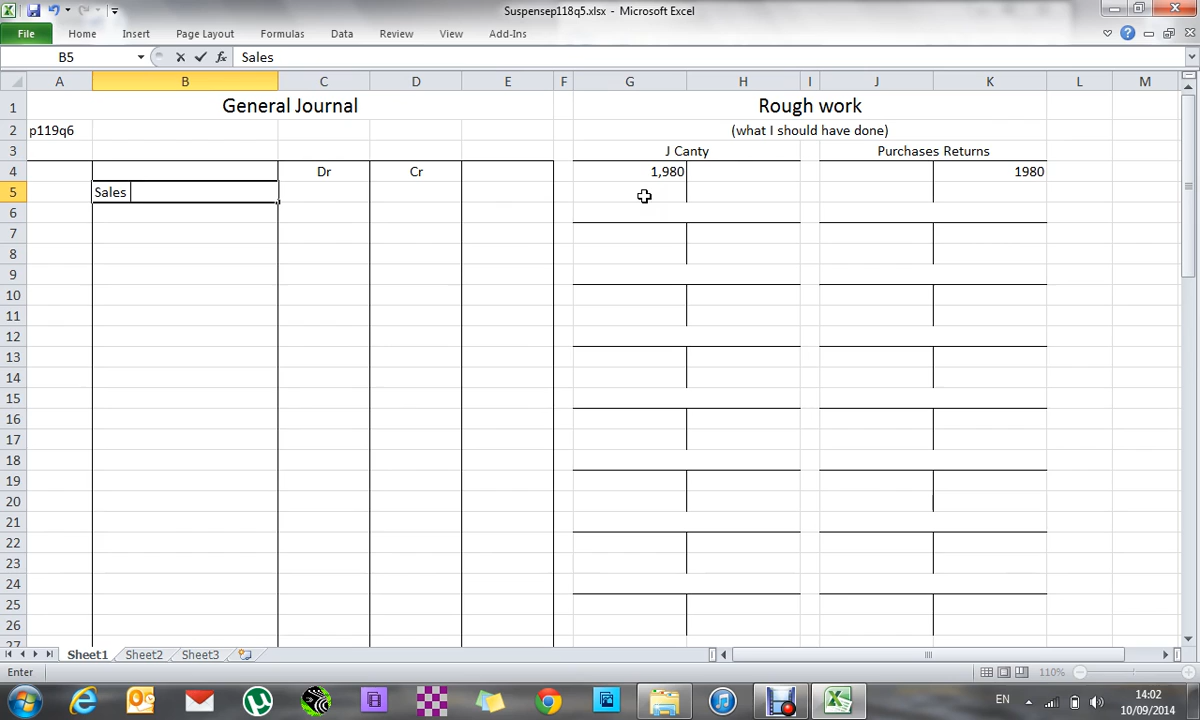 Suspensep118q5.xlsx - Microsoft Excel
File Home Insert Page Layout Formulas Data Review View Add-Ins
B5 fx Sales
A B C D E F G H I J K L M
1 General Journal Rough work
2 p119q6 (what I should have done)
3 J Canty Purchases Returns
4 Dr Cr 1,980 1980
5 Sales
6
7
8
9
10
11
12
13
14
15
16
17
18
19
20
21
22
23
24
25
26
27
Sheet1 Sheet2 Sheet3
Enter 110%
EN 14:02
10/09/2014